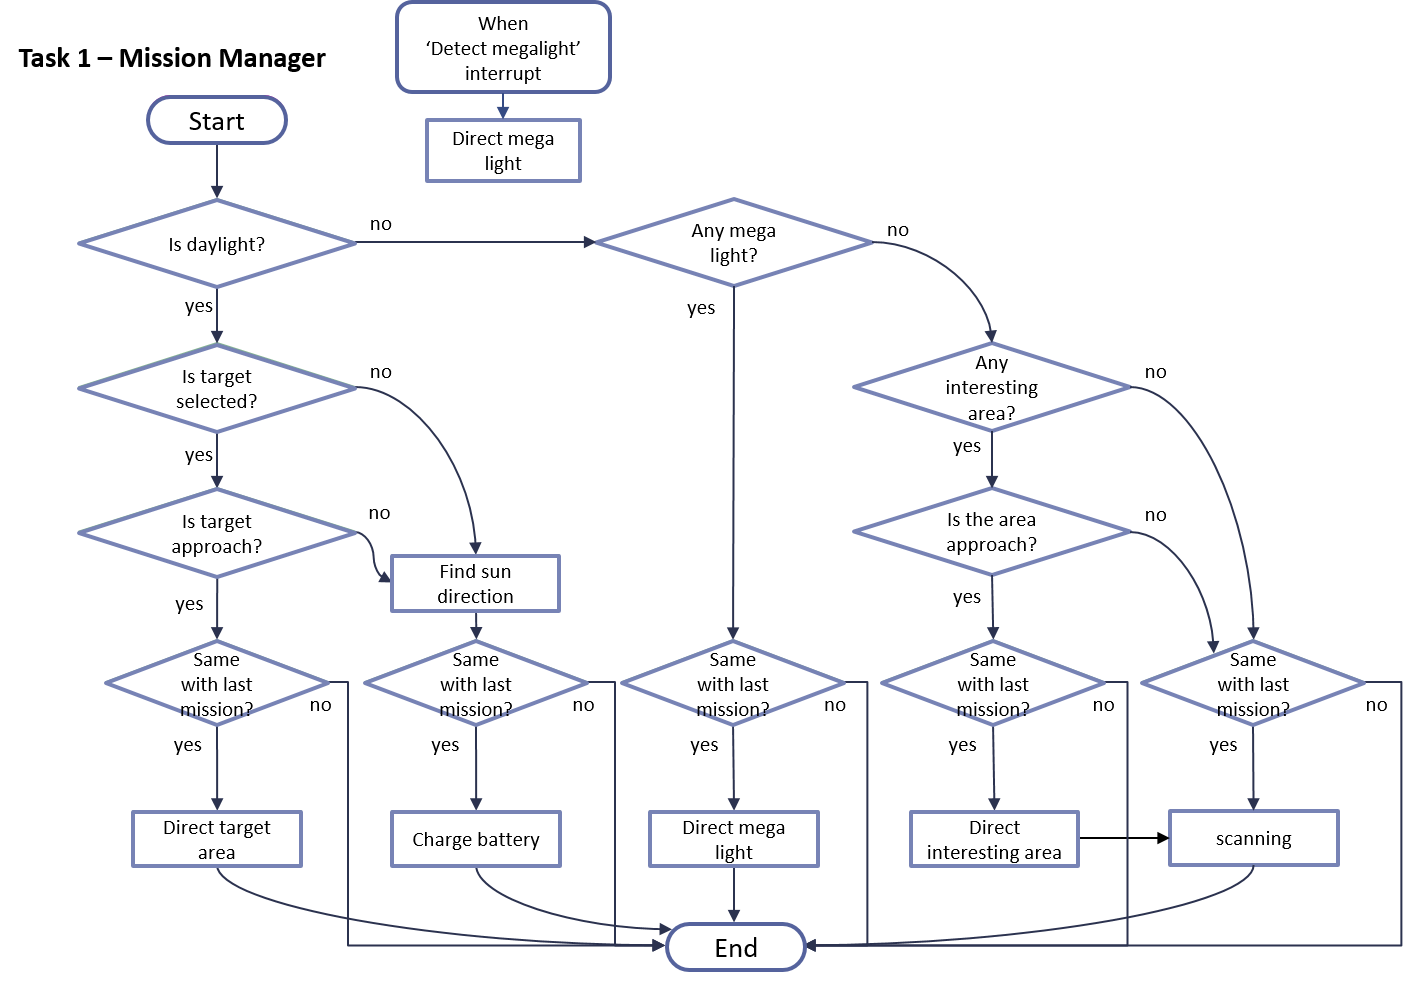 When
‘Detect megalight’
interrupt
Task 1 – Mission Manager
Start
Direct mega
light
Is daylight?
no
Any mega
light?
no
yes
yes
Is target
selected?
no
Any
interesting
area?
no
yes
yes
Is target
approach?
no
Is the area
approach?
no
Find sun
direction
yes
yes
Same
with last
mission?
no
Same
with last
mission?
no
Same
with last
mission?
no
Same
with last
mission?
no
Same
with last
mission?
no
yes
yes
yes
yes
yes
Direct target
area
Charge battery
Direct mega
light
Direct
interesting area
scanning
End